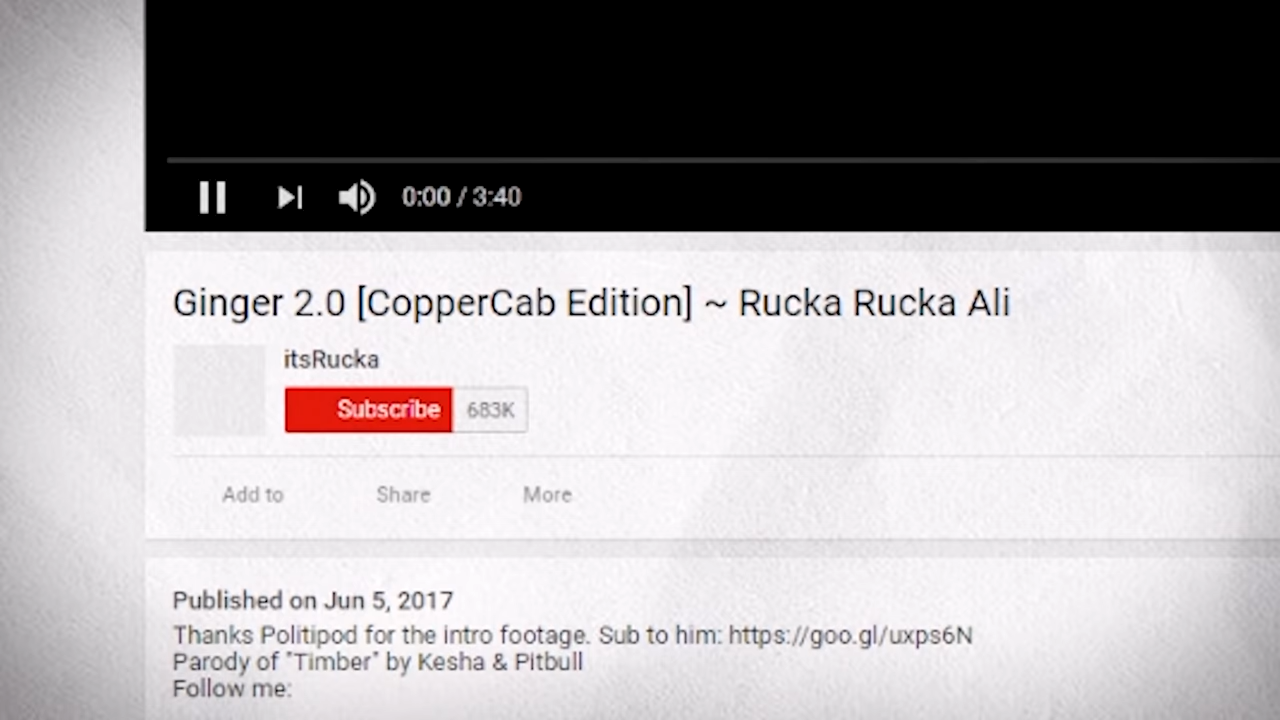 0:00 / 3:40
Ginger 2.0 [CopperCab Edition] ~ Rucka Rucka Ali
itsRucka
Subscribe 683K
Add to Share More
Published on Jun 5, 2017
Thanks Politipod for the intro footage. Sub to him: https://goo.gl/uxps6N
Parody of "Timber" by Kesha & Pitbull
Follow me: